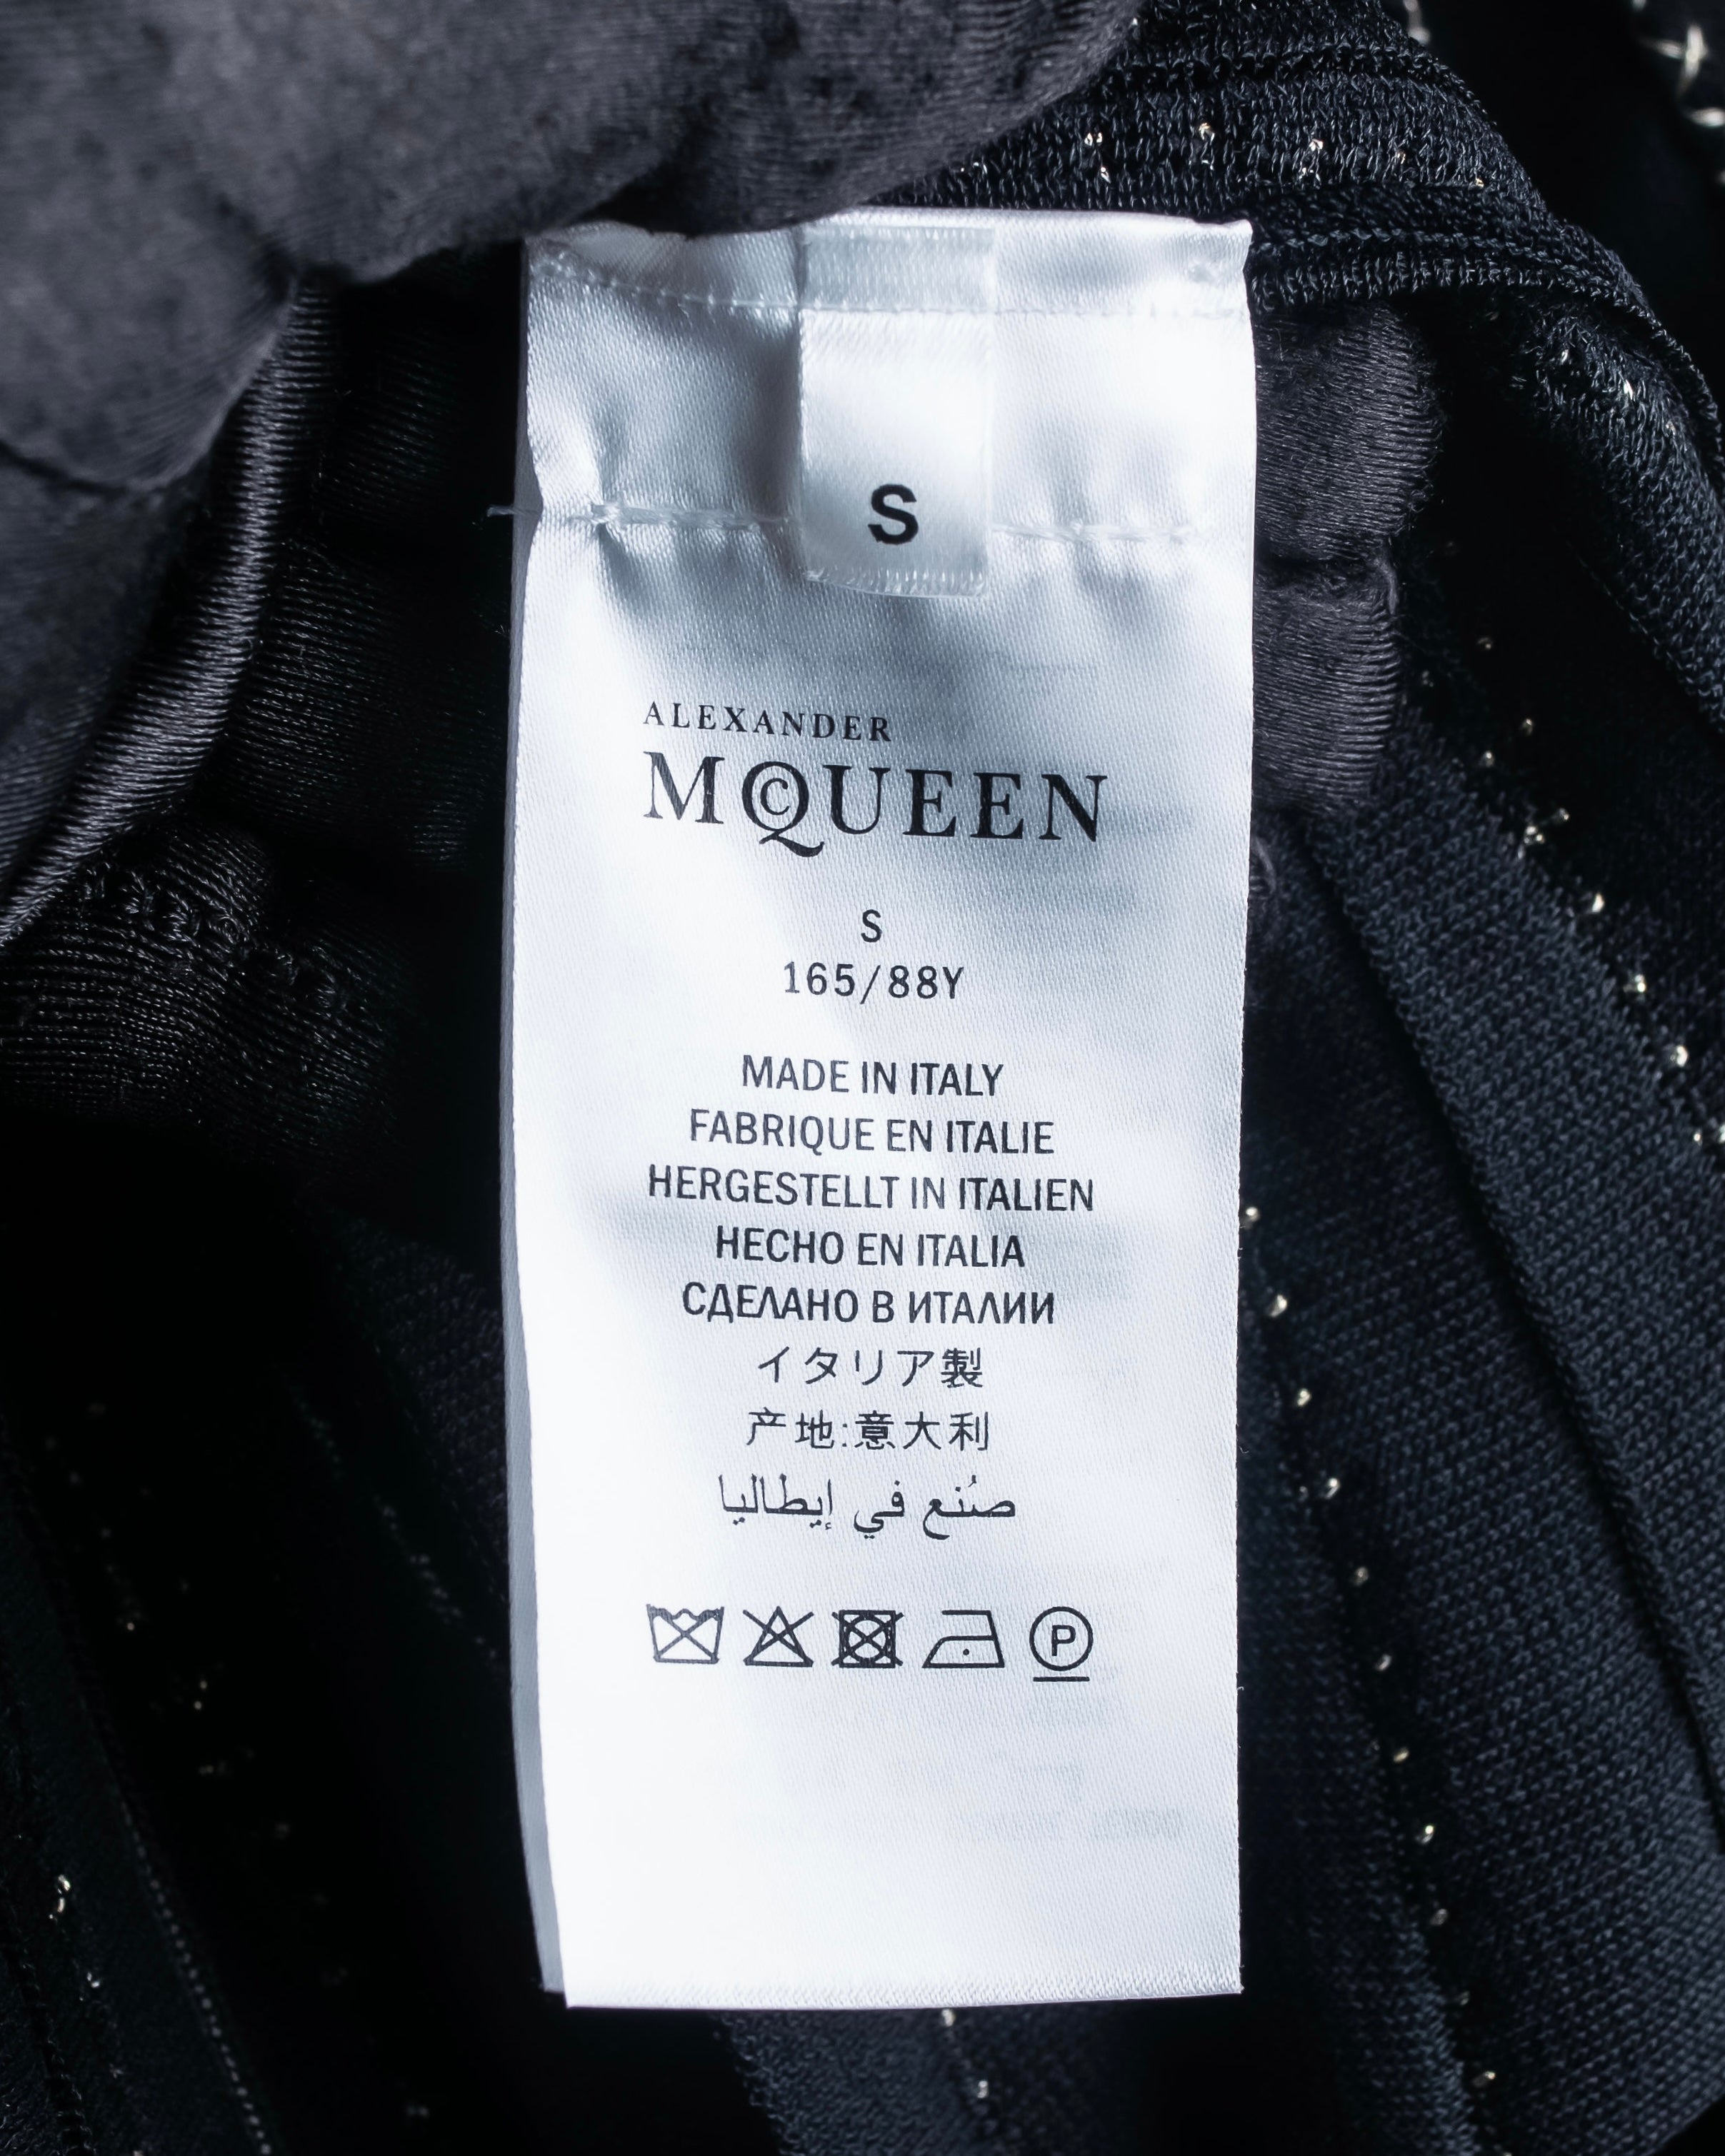 S
ALEXANDER
MCQUEEN
S
165/88Y
MADE IN ITALY
FABRIQUE EN ITALIE
HERGESTELLT IN ITALIEN
HECHO EN ITALIA
СДЕЛАНО В ИТАЛИИ
イタリア製
产地:意大利
صُنع في إيطاليا
P